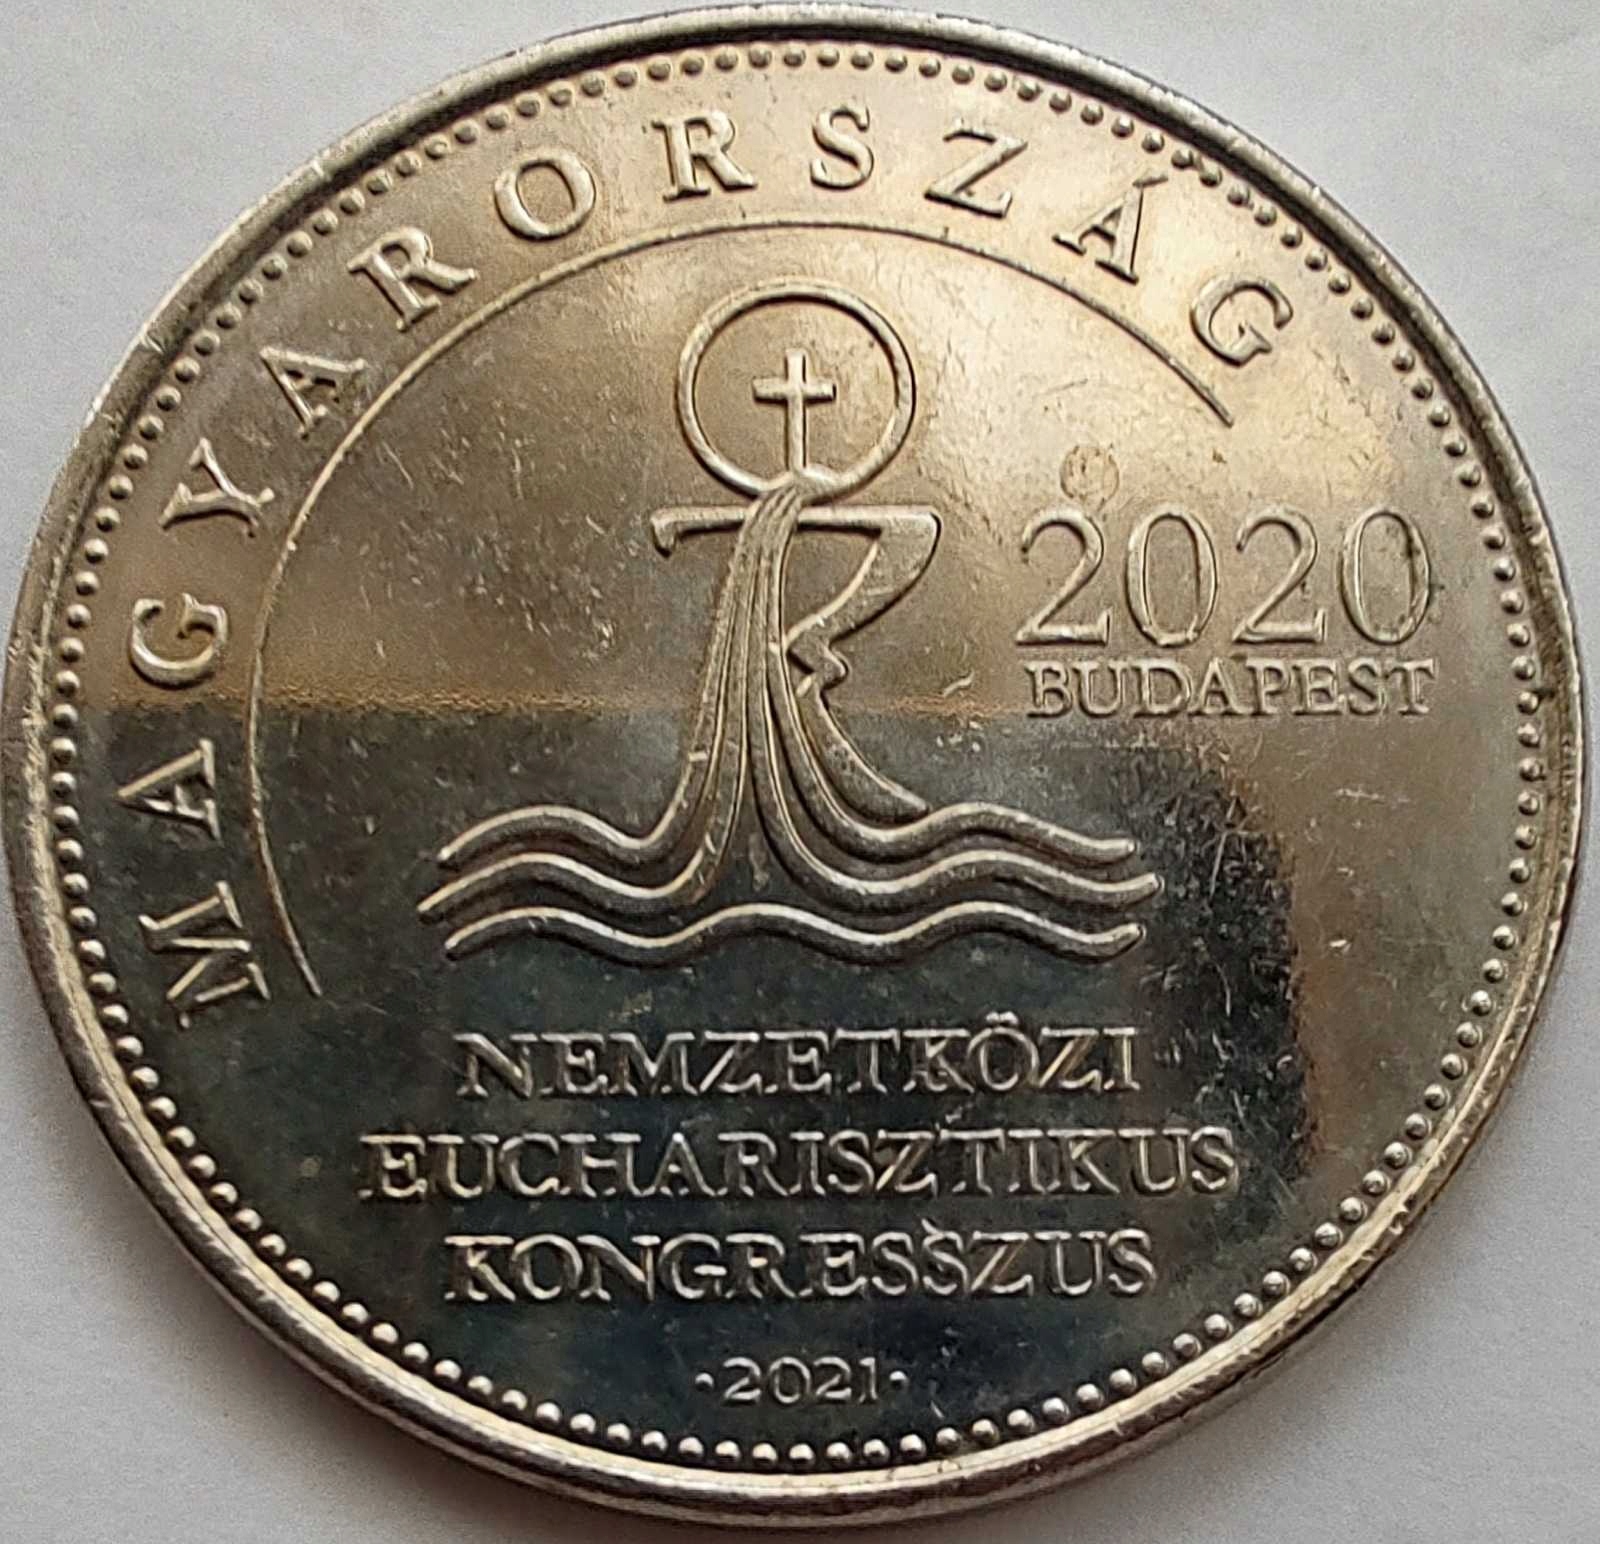 MAGYARORSZÁG
2020
BUDAPEST
NEMZETKÖZI
EUCHARISZTIKUS
KONGRESSZUS
·2021·